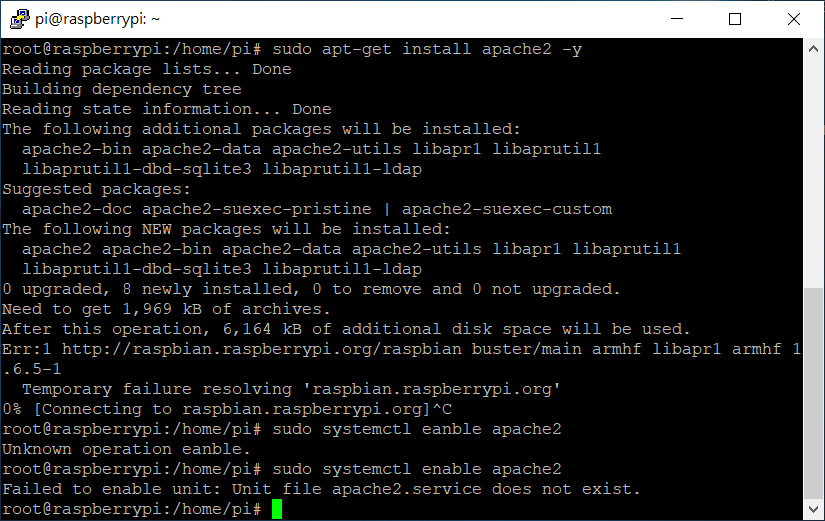 pi@raspberrypi: ~
root@raspberrypi:/home/pi# sudo apt-get install apache2 -y
Reading package lists... Done
Building dependency tree
Reading state information... Done
The following additional packages will be installed:
  apache2-bin apache2-data apache2-utils libapr1 libaprutil1
  libaprutil1-dbd-sqlite3 libaprutil1-ldap
Suggested packages:
  apache2-doc apache2-suexec-pristine | apache2-suexec-custom
The following NEW packages will be installed:
  apache2 apache2-bin apache2-data apache2-utils libapr1 libaprutil1
  libaprutil1-dbd-sqlite3 libaprutil1-ldap
0 upgraded, 8 newly installed, 0 to remove and 0 not upgraded.
Need to get 1,969 kB of archives.
After this operation, 6,164 kB of additional disk space will be used.
Err:1 http://raspbian.raspberrypi.org/raspbian buster/main armhf libapr1 armhf 1
.6.5-1
  Temporary failure resolving 'raspbian.raspberrypi.org'
0% [Connecting to raspbian.raspberrypi.org]^C
root@raspberrypi:/home/pi# sudo systemctl eanble apache2
Unknown operation eanble.
root@raspberrypi:/home/pi# sudo systemctl enable apache2
Failed to enable unit: Unit file apache2.service does not exist.
root@raspberrypi:/home/pi#